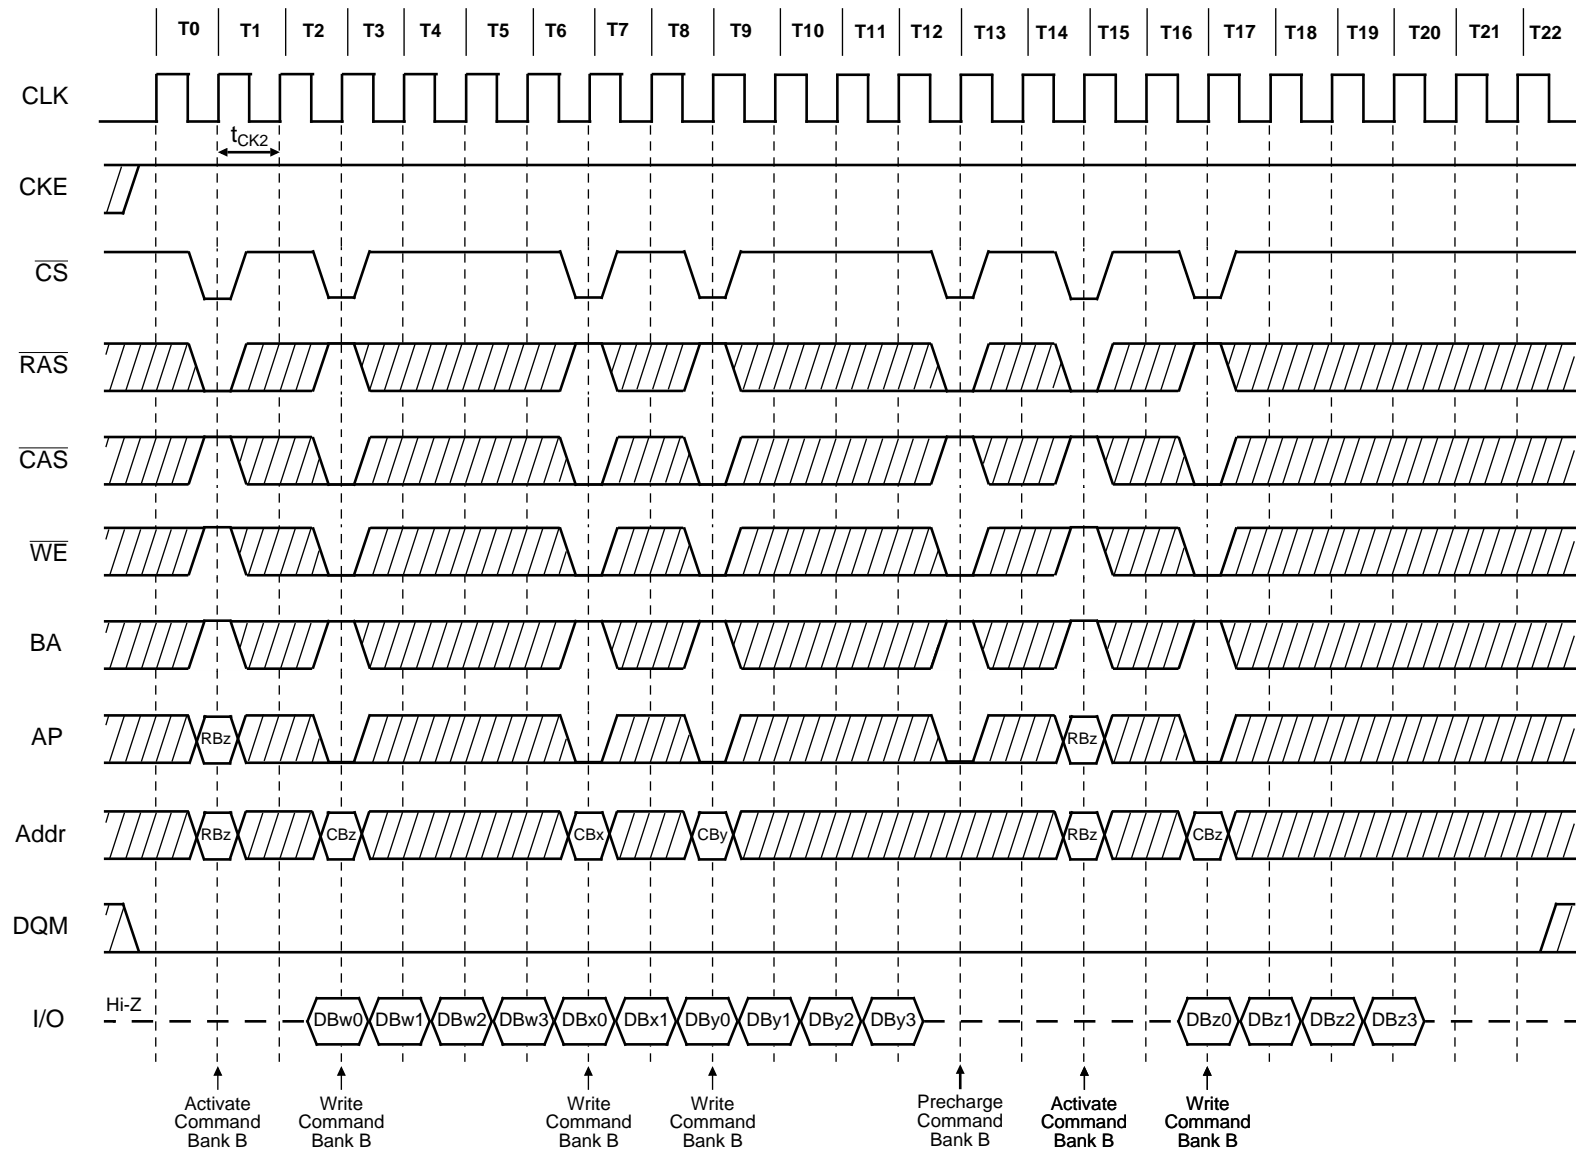 T0 T1 T2 T3 T4 T5 T6 T7 T8 T9 T10 T11 T12 T13 T14 T15 T16 T17 T18 T19 T20 T21 T22
CLK
tCK2
CKE
CS
RAS
CAS
WE
BA
AP RBz RBz
Addr RBz CBz CBx CBy RBz CBz
DQM
I/O Hi-Z DBw0 DBw1 DBw2 DBw3 DBx0 DBx1 DBy0 DBy1 DBy2 DBy3 DBz0 DBz1 DBz2 DBz3
Activate
Command
Bank B
Write
Command
Bank B
Write
Command
Bank B
Write
Command
Bank B
Precharge
Command
Bank B
Activate
Command
Bank B
Write
Command
Bank B